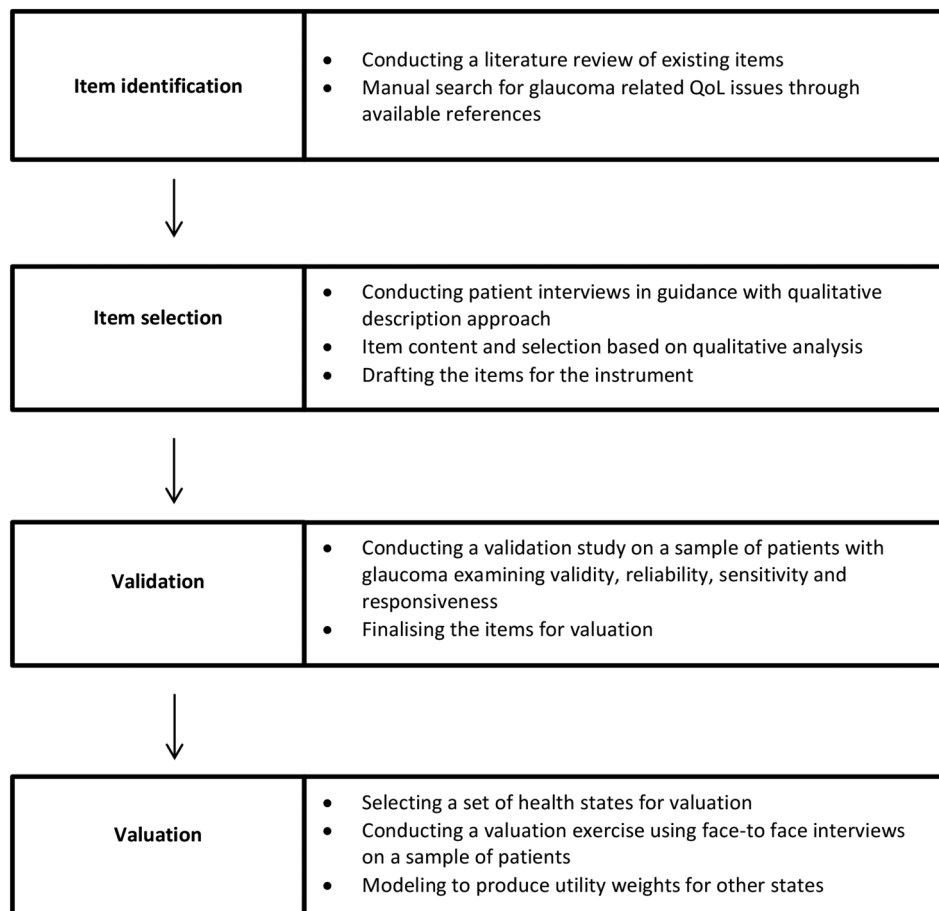 Item identification
• Conducting a literature review of existing items
• Manual search for glaucoma related QoL issues through
available references
Item selection
• Conducting patient interviews in guidance with qualitative
description approach
• Item content and selection based on qualitative analysis
• Drafting the items for the instrument
Validation
• Conducting a validation study on a sample of patients with
glaucoma examining validity, reliability, sensitivity and
responsiveness
• Finalising the items for valuation
Valuation
• Selecting a set of health states for valuation
• Conducting a valuation exercise using face-to face interviews
on a sample of patients
• Modeling to produce utility weights for other states